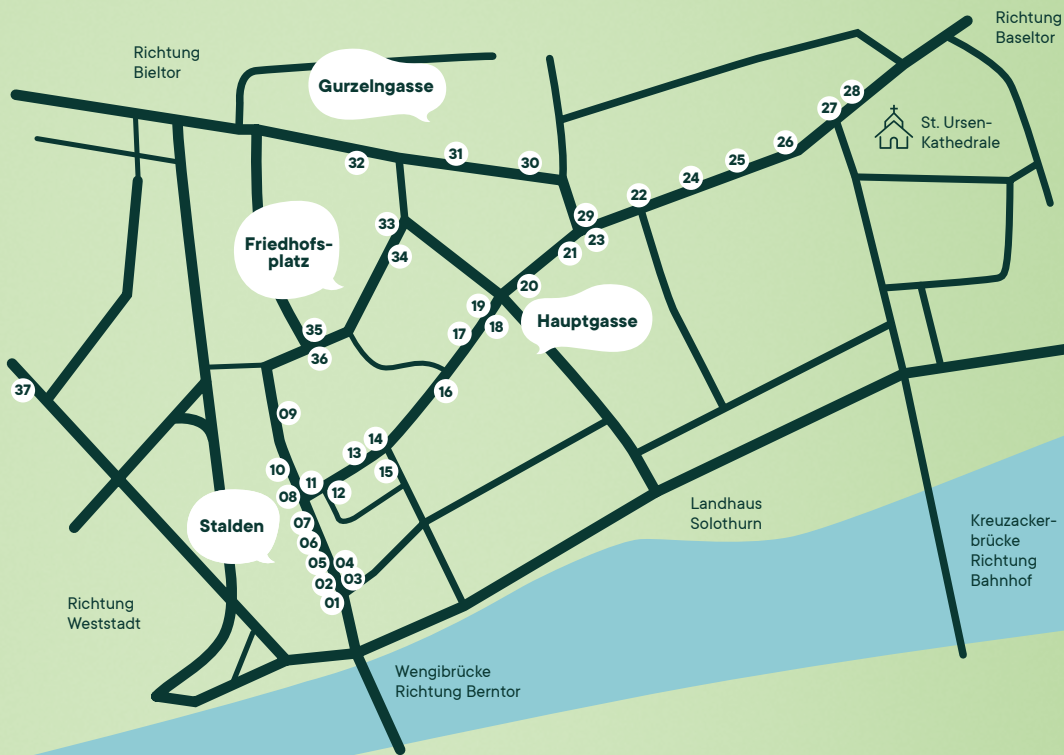 Richtung
Baseltor
Richtung
Bieltor
Gurzelngasse
28
27
St. Ursen-
Kathedrale
26
31
25
32
30
24
22
29
33
Friedhofs-
platz
23
34
21
20
19
Hauptgasse
18
35
17
36
37
16
09
14
13
10
15
11
12
08
Stalden
07
Landhaus
Solothurn
Kreuzacker-
brücke
Richtung
Bahnhof
06
05
04
03
02
01
Richtung
Weststadt
Wengibrücke
Richtung Berntor